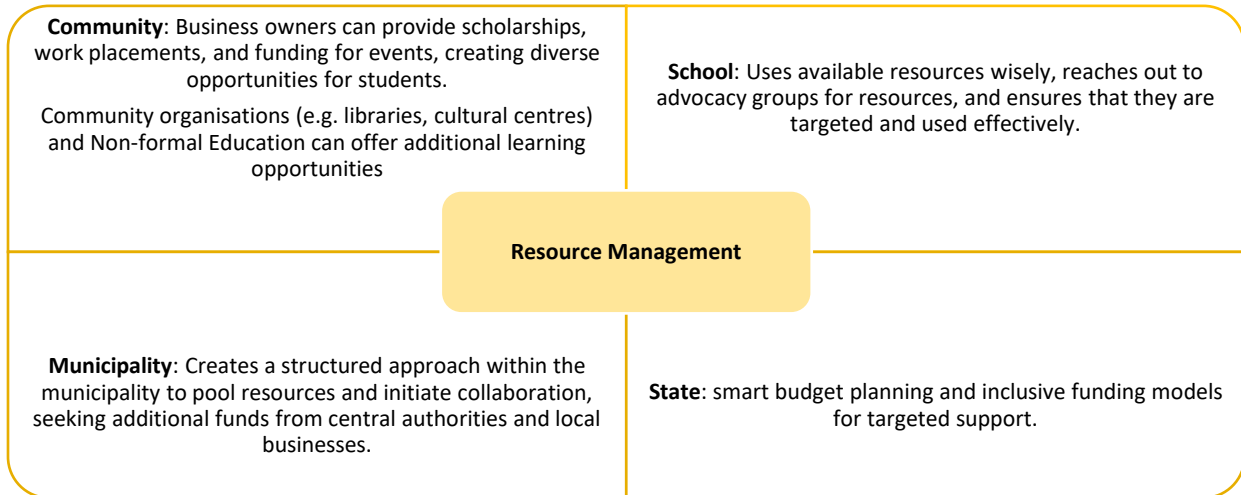 Community: Business owners can provide scholarships,
work placements, and funding for events, creating diverse
opportunities for students.
Community organisations (e.g. libraries, cultural centres)
and Non-formal Education can offer additional learning
opportunities
School: Uses available resources wisely, reaches out to
advocacy groups for resources, and ensures that they are
targeted and used effectively.
Resource Management
Municipality: Creates a structured approach within the
municipality to pool resources and initiate collaboration,
seeking additional funds from central authorities and local
businesses.
State: smart budget planning and inclusive funding models
for targeted support.